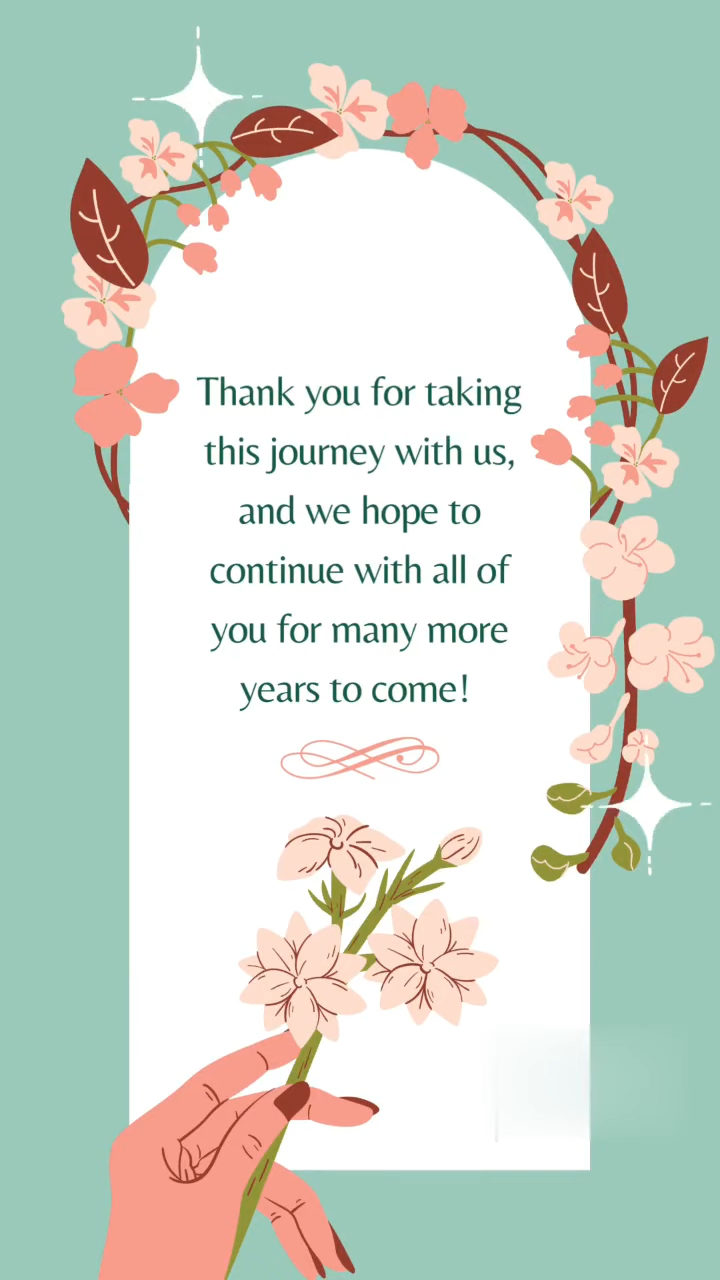 Thank you for taking
this journey with us,
and we hope to
continue with all of
you for many more
years to come!